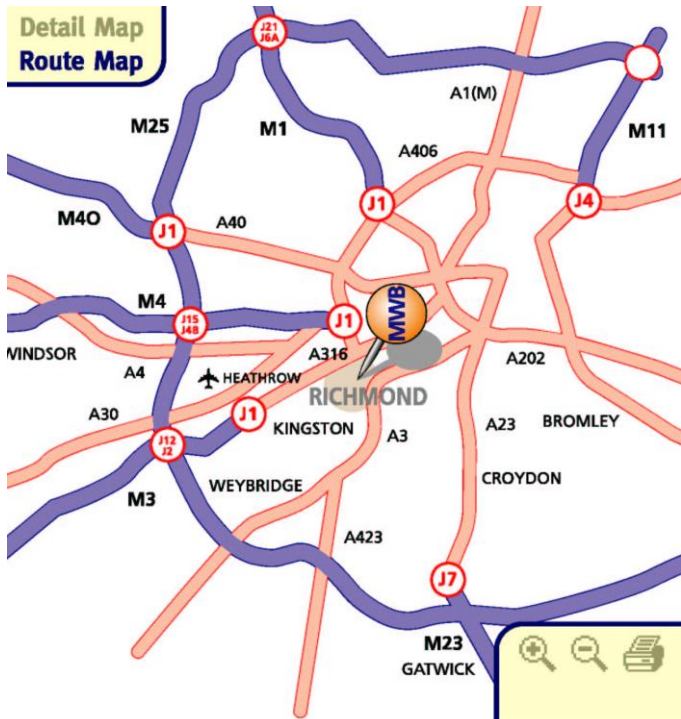 Detail Map
Route Map
J21
J6A
A1(M)
M25
M1
M11
A406
M4O
J1
A40
J1
J4
M4
J15
J4B
J1
MWB
WINDSOR
A316
A202
A4
HEATHROW
RICHMOND
A30
J1
KINGSTON
A3
A23
BROMLEY
J12
J2
M3
WEYBRIDGE
CROYDON
A423
J7
M23
GATWICK